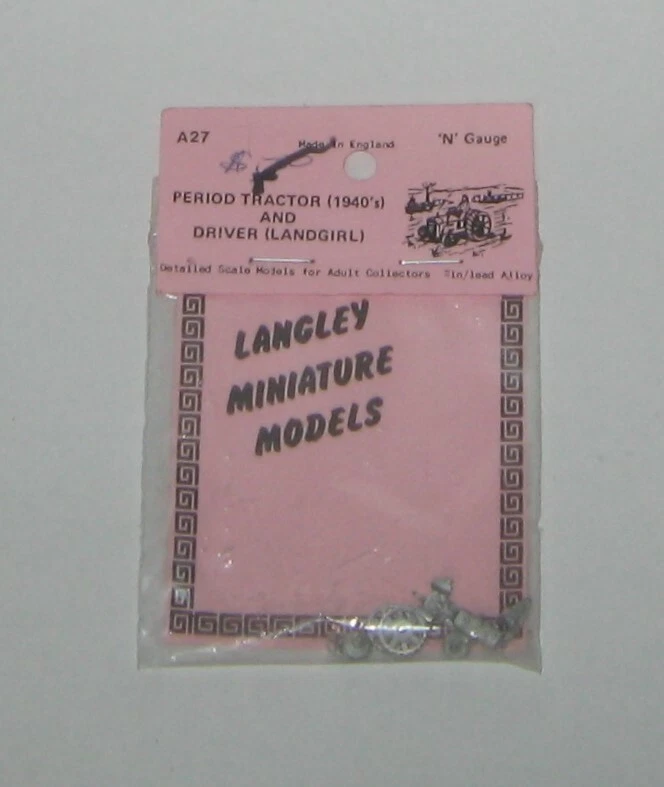 A27
Made in England
'N' Gauge
PERIOD TRACTOR (1940's)
AND
DRIVER (LANDGIRL)
Detailed Scale Models for Adult Collectors Tin/lead Alloy
LANGLEY
MINIATURE
MODELS